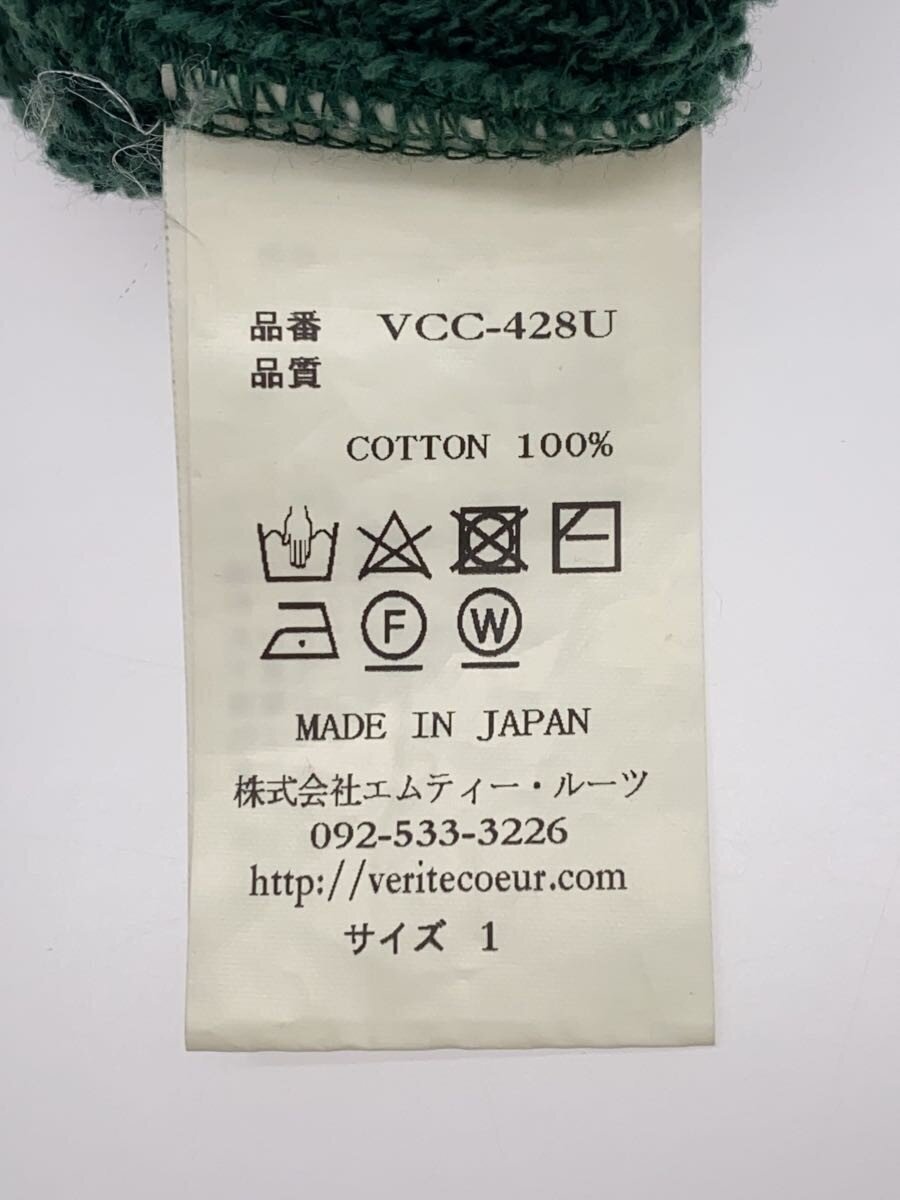 品番 VCC-428U
品質
COTTON 100%
F W
MADE IN JAPAN
株式会社エムティー・ルーツ
092-533-3226
http://veritecoeur.com
サイズ 1